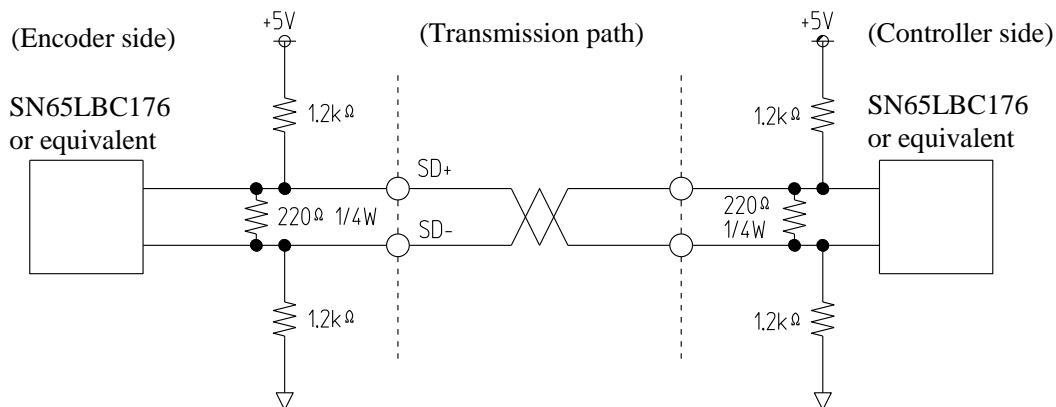 +5V
+5V
(Encoder side)
(Transmission path)
(Controller side)
SN65LBC176
or equivalent
1.2kΩ
1.2kΩ
SN65LBC176
or equivalent
SD+
220Ω 1/4W
220Ω
1/4W
SD-
1.2kΩ
1.2kΩ